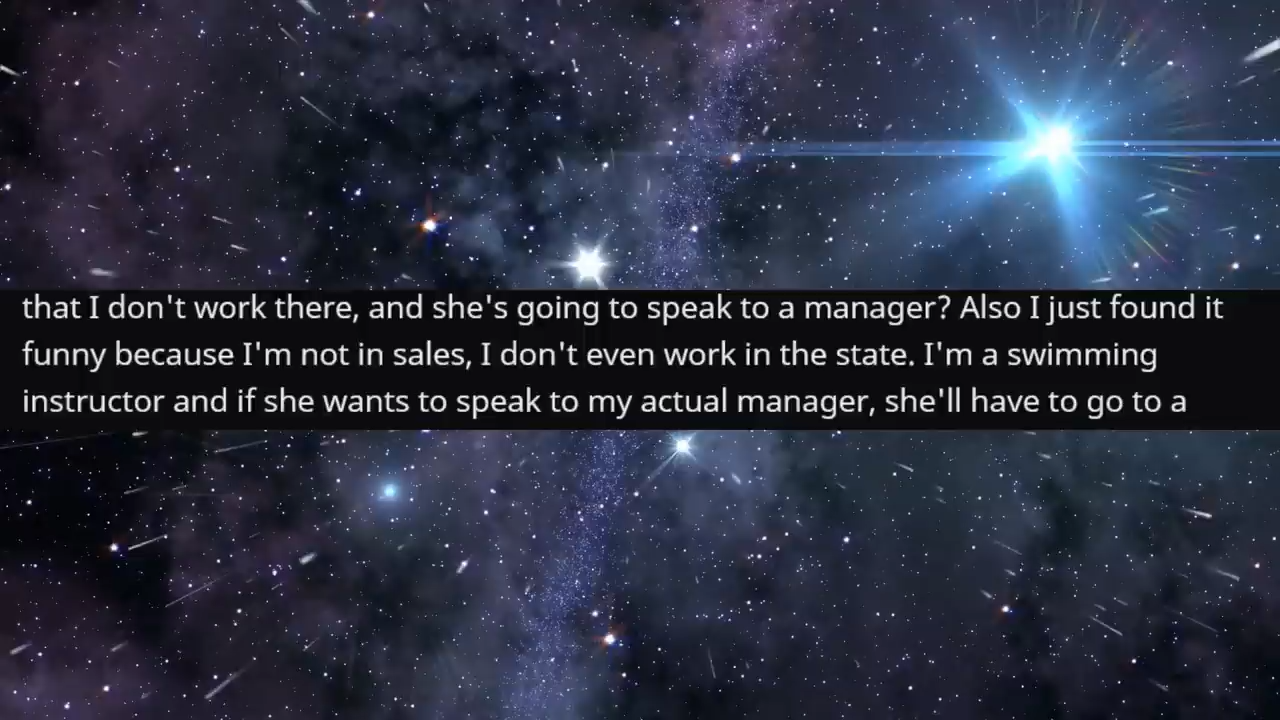 that I don't work there, and she's going to speak to a manager? Also I just found it
funny because I'm not in sales, I don't even work in the state. I'm a swimming
instructor and if she wants to speak to my actual manager, she'll have to go to a